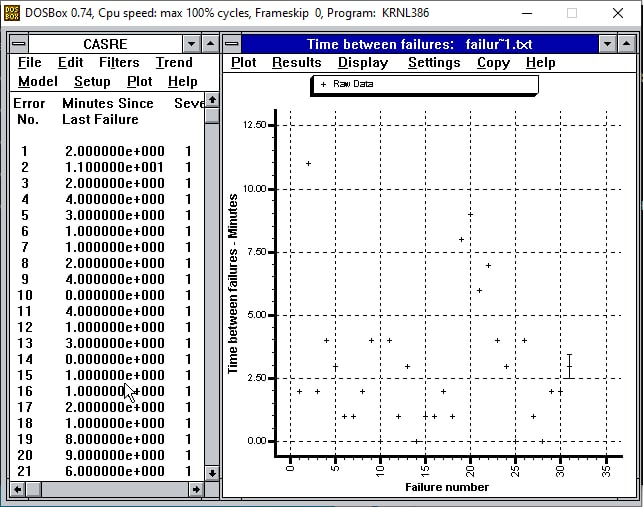 DOSBox 0.74, Cpu speed: max 100% cycles, Frameskip 0, Program: KRNL386
CASRE
File Edit Filters Trend
Model Setup Plot Help
Error Minutes Since Seve
No. Last Failure
1 2.000000e+000 1
2 1.100000e+001 1
3 2.000000e+000 1
4 4.000000e+000 1
5 3.000000e+000 1
6 1.000000e+000 1
7 1.000000e+000 1
8 2.000000e+000 1
9 4.000000e+000 1
10 0.000000e+000 1
11 4.000000e+000 1
12 1.000000e+000 1
13 3.000000e+000 1
14 0.000000e+000 1
15 1.000000e+000 1
16 1.000000e+000 1
17 2.000000e+000 1
18 1.000000e+000 1
19 8.000000e+000 1
20 9.000000e+000 1
21 6.000000e+000 1
Time between failures: failur~1.txt
Plot Results Display Settings Copy Help
Raw Data
Time between failures - Minutes
12.50
10.00
7.50
5.00
2.50
0.00
0 5 10 15 20 25 30 35
Failure number